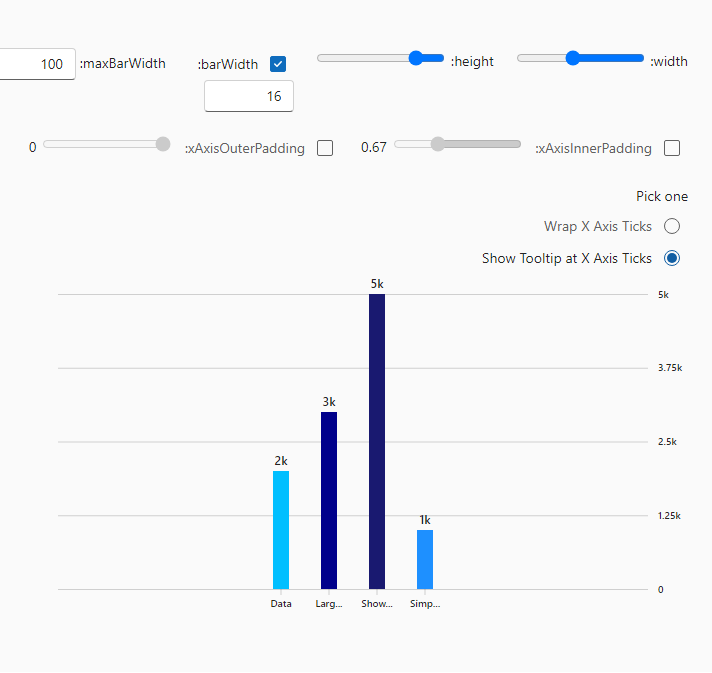 100 :maxBarWidth :barWidth :height :width
16
0 :xAxisOuterPadding 0.67 :xAxisInnerPadding
Pick one
Wrap X Axis Ticks
Show Tooltip at X Axis Ticks
5k
5k
3.75k
3k
2.5k
2k
1.25k
1k
0
Data Larg... Show... Simp...